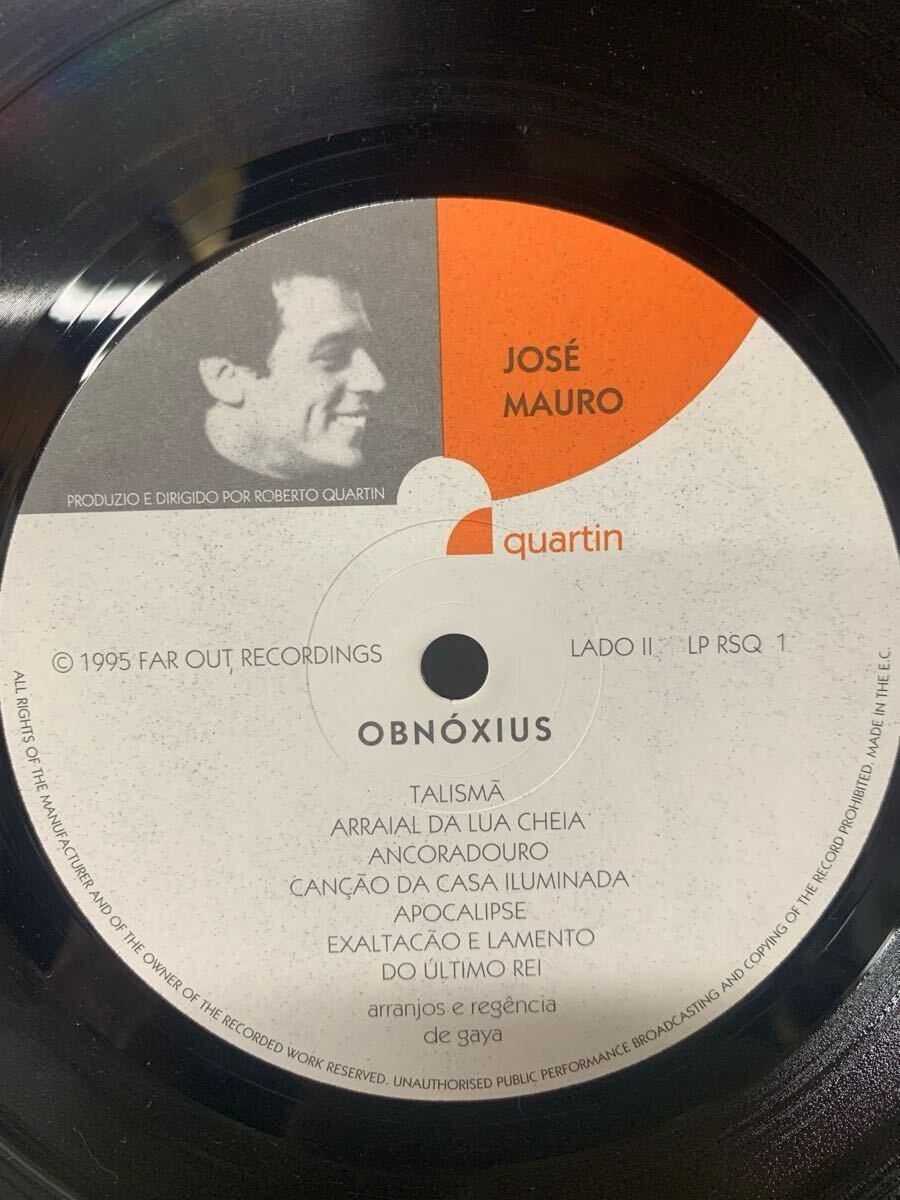 JOSÉ
MAURO
PRODUZIO E DIRIGIDO POR ROBERTO QUARTIN
quartin
© 1995 FAR OUT RECORDINGS
LADO II LP RSQ 1
OBNÓXIUS
TALISMÃ
ARRAIAL DA LUA CHEIA
ANCORADOURO
CANÇÃO DA CASA ILUMINADA
APOCALIPSE
EXALTACÃO E LAMENTO
DO ÚLTIMO REI
arranjos e regência
de gaya
ALL RIGHTS OF THE MANUFACTURER AND OF THE OWNER OF THE RECORDED WORK RESERVED. UNAUTHORISED PUBLIC PERFORMANCE BROADCASTING AND COPYING OF THE RECORD PROHIBITED. MADE IN THE E.C.